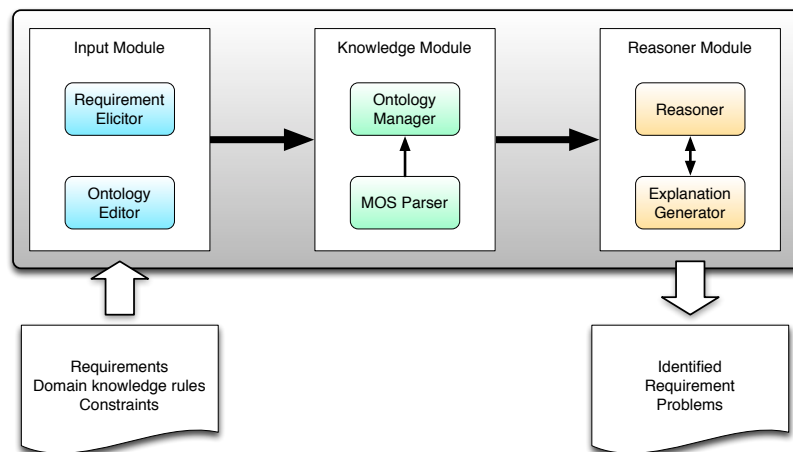 Input Module
Requirement
Elicitor
Ontology
Editor
Knowledge Module
Ontology
Manager
MOS Parser
Reasoner Module
Reasoner
Explanation
Generator
Requirements
Domain knowledge rules
Constraints
Identified
Requirement
Problems